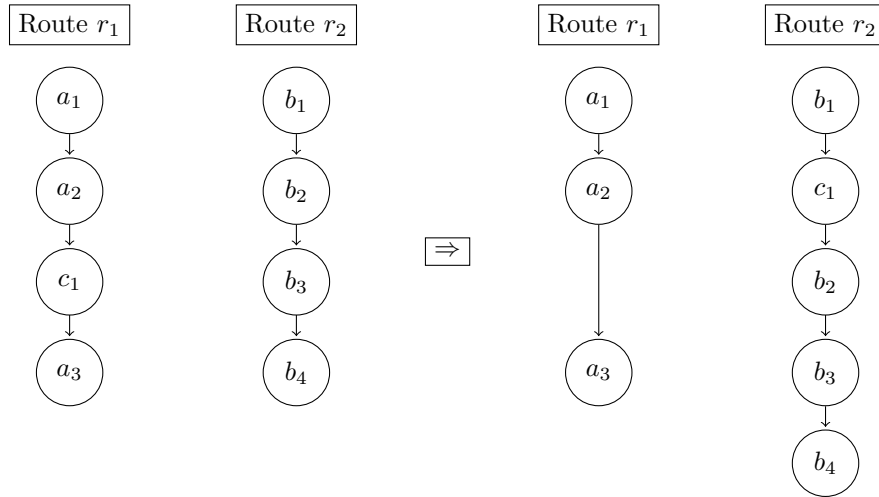 Route r₁ Route r₂ Route r₁ Route r₂
a₁ b₁ a₁ b₁
a₂ b₂ a₂ c₁
⇒
c₁ b₃ b₂
a₃ b₄ a₃ b₃
b₄